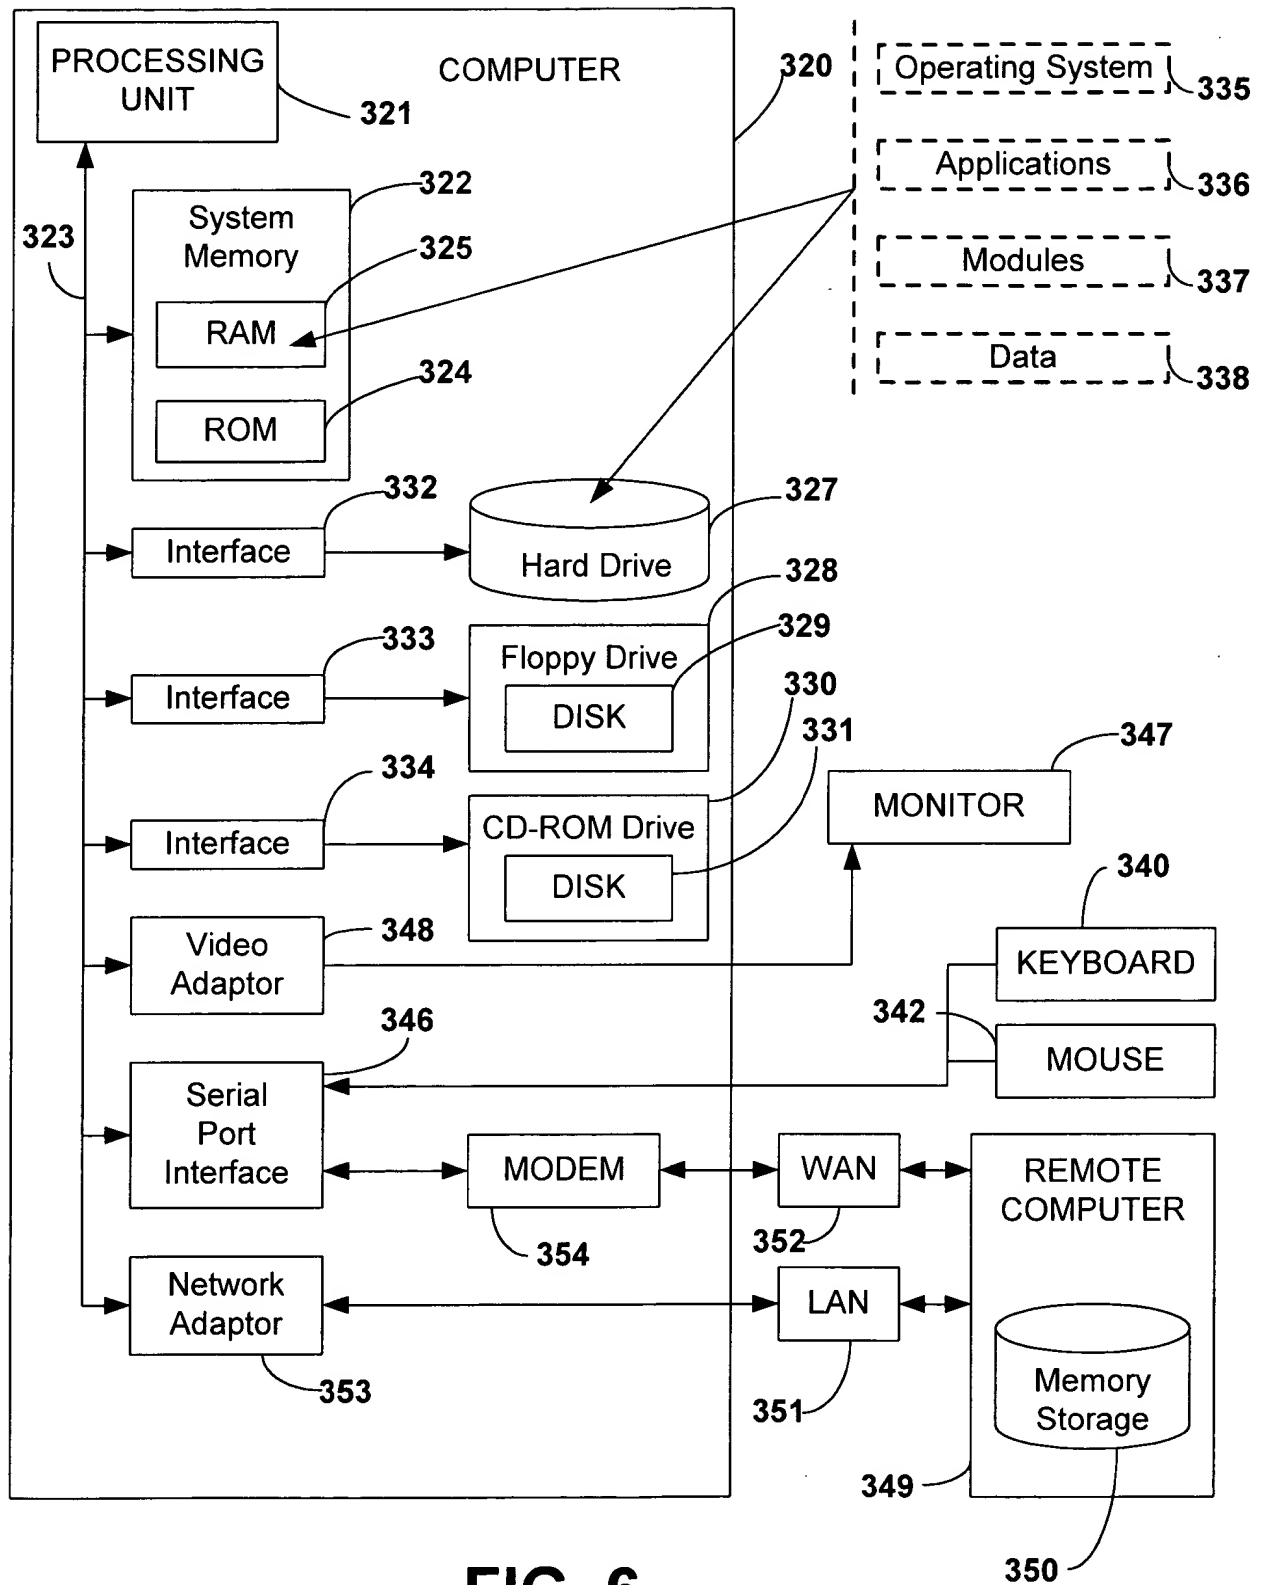 PROCESSING
UNIT
321
COMPUTER
320
Operating System
335
Applications
336
Modules
337
Data
338
323
322
System
Memory
325
RAM
324
ROM
332
Interface
327
Hard Drive
328
333
Interface
Floppy Drive
329
DISK
330
331
334
Interface
CD-ROM Drive
DISK
347
MONITOR
348
Video
Adaptor
340
KEYBOARD
342
MOUSE
346
Serial
Port
Interface
MODEM
354
WAN
352
REMOTE
COMPUTER
Network
Adaptor
353
LAN
351
Memory
Storage
349
350
FIG. 6